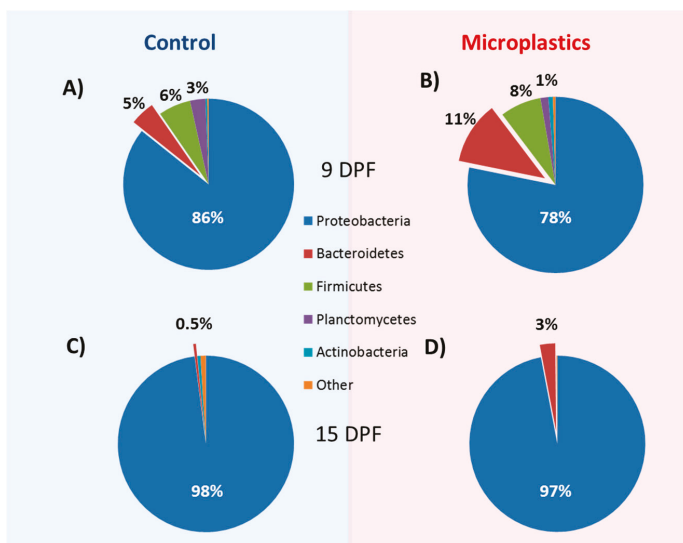 Control
Microplastics
A)
5%
6%
3%
86%
B)
11%
8%
1%
78%
9 DPF
Proteobacteria
Bacteroidetes
Firmicutes
Planctomycetes
Actinobacteria
Other
C)
0.5%
98%
D)
3%
97%
15 DPF